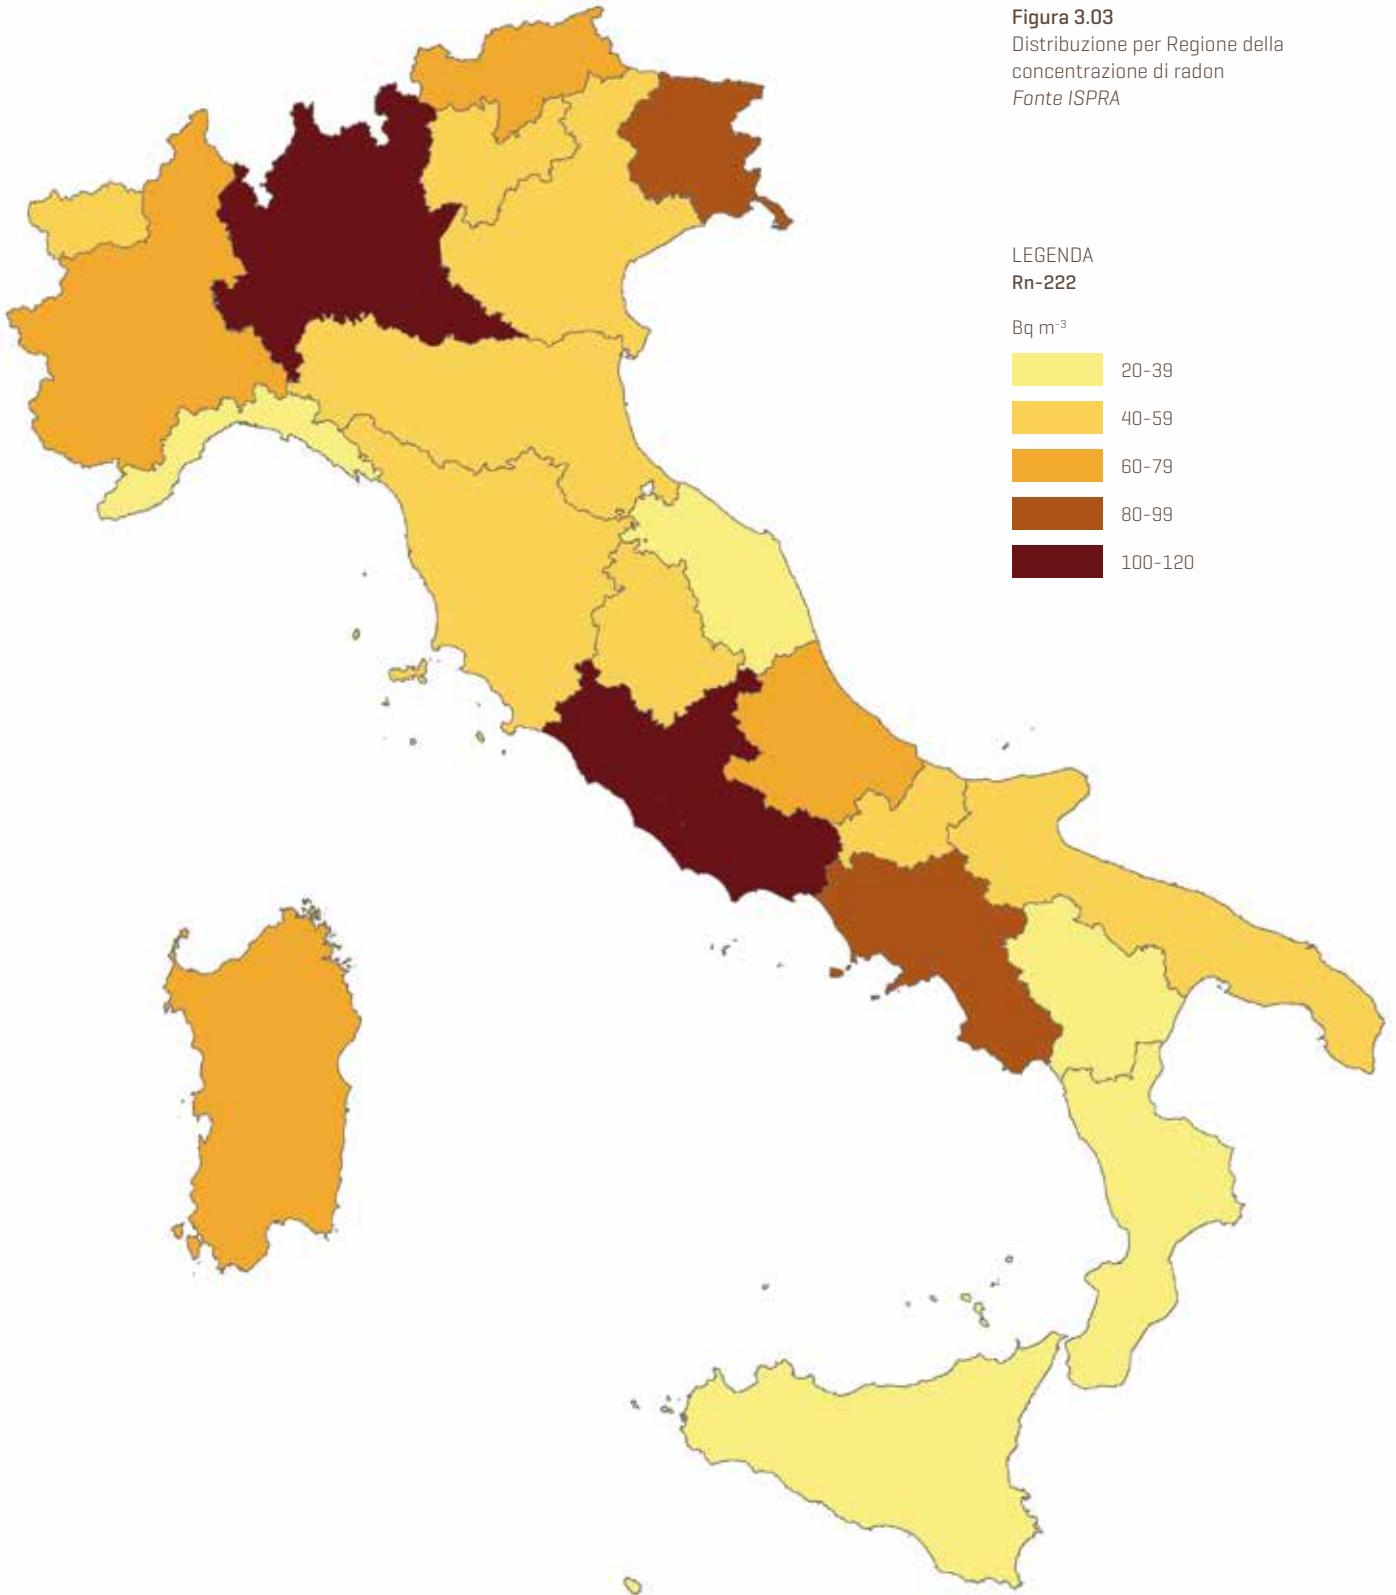 Figura 3.03
Distribuzione per Regione della
concentrazione di radon
Fonte ISPRA
LEGENDA
Rn-222
Bq m⁻³
20-39
40-59
60-79
80-99
100-120